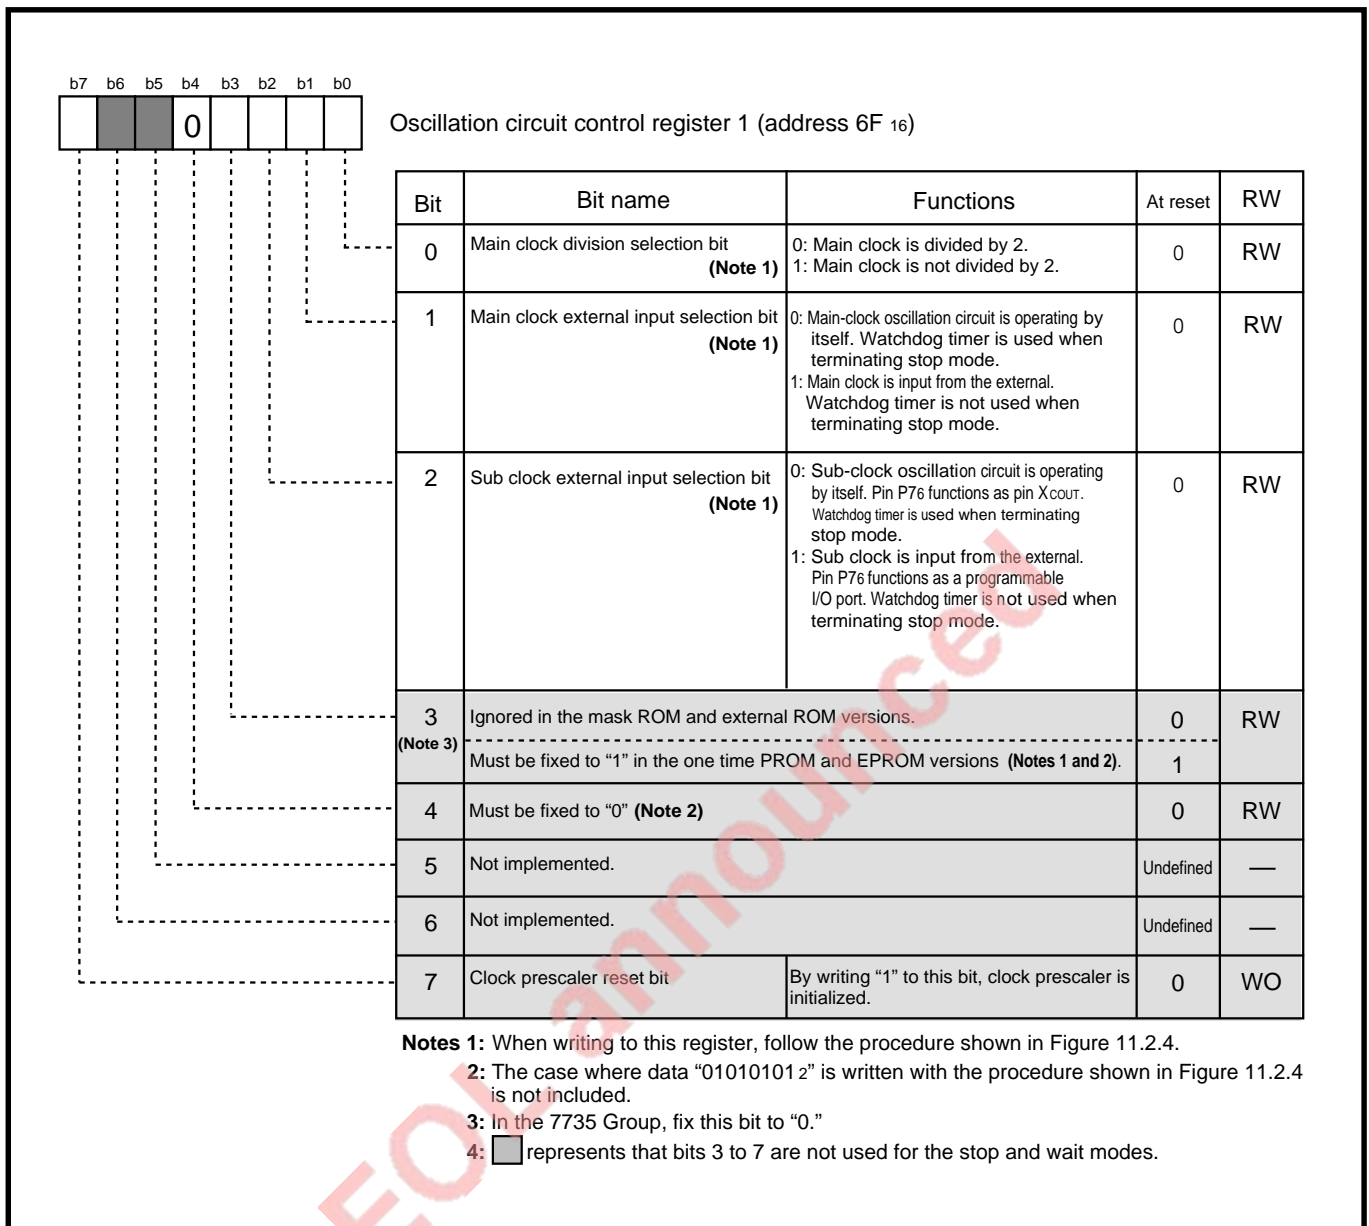 b7 b6 b5 b4 b3 b2 b1 b0
0
Oscillation circuit control register 1 (address 6F 16)
Bit Bit name Functions At reset RW
0 Main clock division selection bit (Note 1) 0: Main clock is divided by 2. 0 RW
1: Main clock is not divided by 2.
1 Main clock external input selection bit (Note 1) 0: Main-clock oscillation circuit is operating by 0 RW
itself. Watchdog timer is used when
terminating stop mode.
1: Main clock is input from the external.
Watchdog timer is not used when
terminating stop mode.
2 Sub clock external input selection bit (Note 1) 0: Sub-clock oscillation circuit is operating 0 RW
by itself. Pin P76 functions as pin XCOUT.
Watchdog timer is used when terminating
stop mode.
1: Sub clock is input from the external.
Pin P76 functions as a programmable
I/O port. Watchdog timer is not used when
terminating stop mode.
3 (Note 3) Ignored in the mask ROM and external ROM versions. 0 RW
Must be fixed to “1” in the one time PROM and EPROM versions (Notes 1 and 2). 1
4 Must be fixed to “0” (Note 2) 0 RW
5 Not implemented. Undefined —
6 Not implemented. Undefined —
7 Clock prescaler reset bit By writing “1” to this bit, clock prescaler is 0 WO
initialized.
Notes 1: When writing to this register, follow the procedure shown in Figure 11.2.4.
2: The case where data “01010101 2” is written with the procedure shown in Figure 11.2.4
is not included.
3: In the 7735 Group, fix this bit to “0.”
4: represents that bits 3 to 7 are not used for the stop and wait modes.
EOL announced